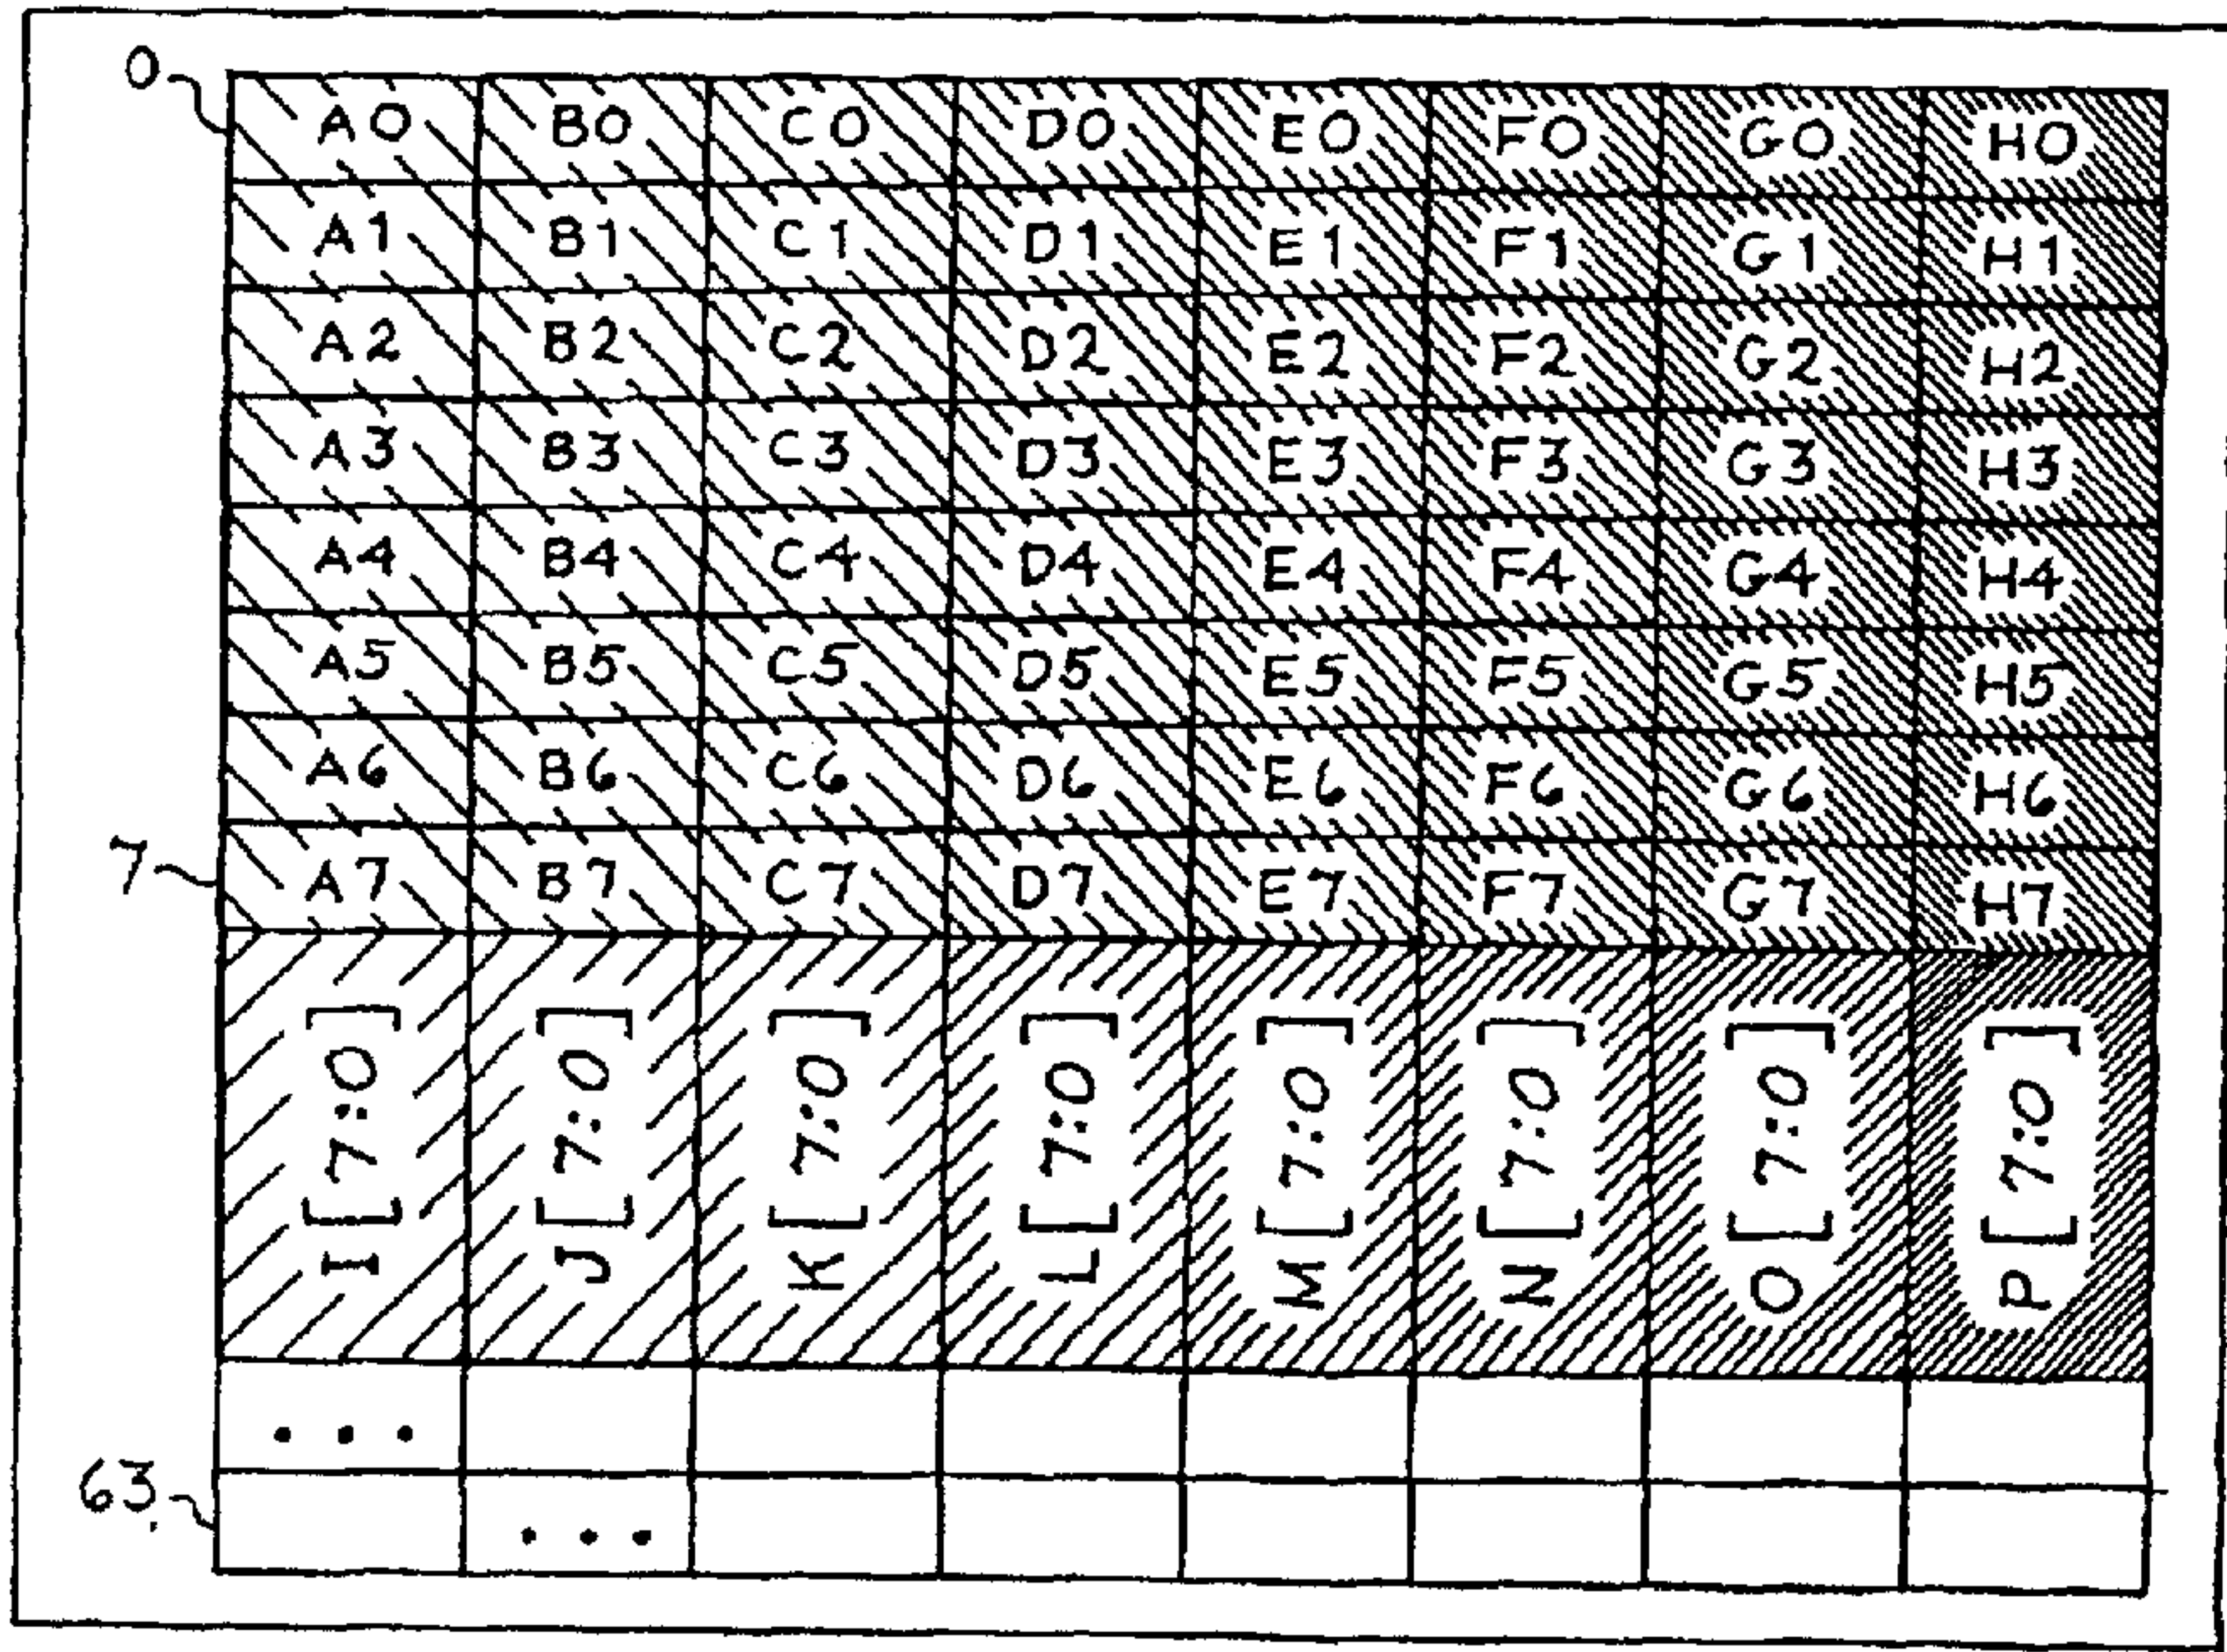 0 A0 B0 C0 D0 E0 F0 G0 H0
A1 B1 C1 D1 E1 F1 G1 H1
A2 B2 C2 D2 E2 F2 G2 H2
A3 B3 C3 D3 E3 F3 G3 H3
A4 B4 C4 D4 E4 F4 G4 H4
A5 B5 C5 D5 E5 F5 G5 H5
A6 B6 C6 D6 E6 F6 G6 H6
7 A7 B7 C7 D7 E7 F7 G7 H7
I[7:0] J[7:0] K[7:0] L[7:0] M[7:0] N[7:0] O[7:0] P[7:0]
...
63 ...